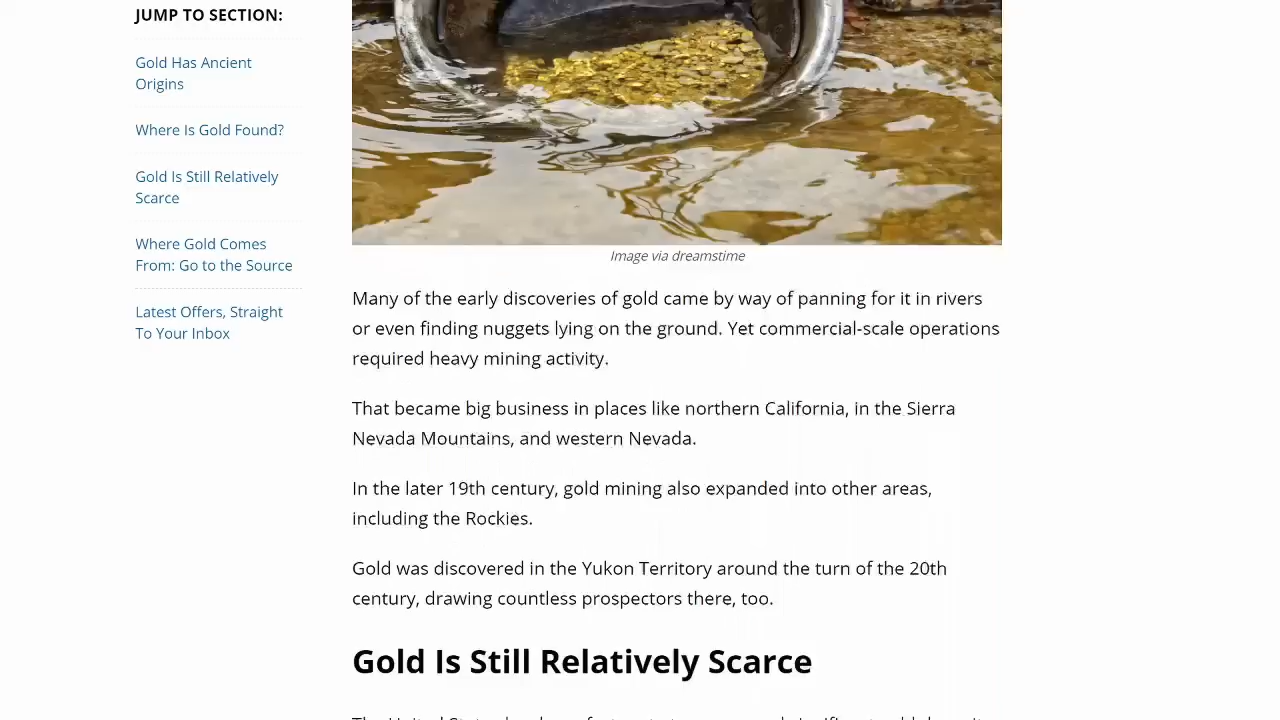 JUMP TO SECTION:
Gold Has Ancient
Origins
Where Is Gold Found?
Gold Is Still Relatively
Scarce
Where Gold Comes
From: Go to the Source
Latest Offers, Straight
To Your Inbox
Image via dreamstime
Many of the early discoveries of gold came by way of panning for it in rivers
or even finding nuggets lying on the ground. Yet commercial-scale operations
required heavy mining activity.
That became big business in places like northern California, in the Sierra
Nevada Mountains, and western Nevada.
In the later 19th century, gold mining also expanded into other areas,
including the Rockies.
Gold was discovered in the Yukon Territory around the turn of the 20th
century, drawing countless prospectors there, too.
Gold Is Still Relatively Scarce